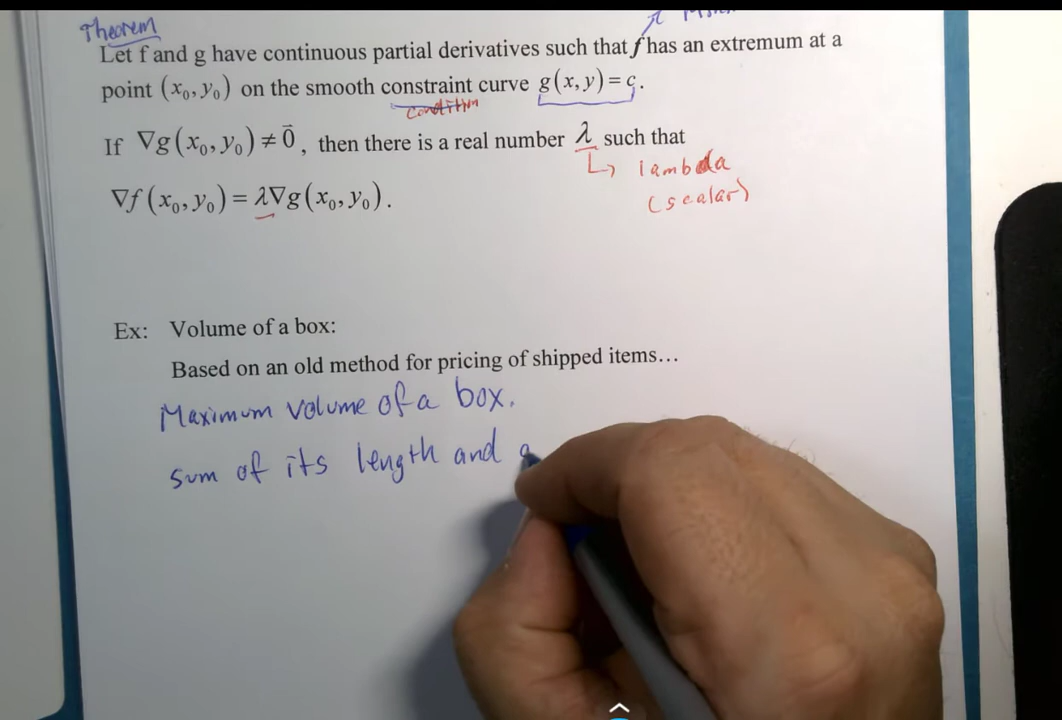 Theorem
Let f and g have continuous partial derivatives such that f has an extremum at a
point (x₀, y₀) on the smooth constraint curve g(x, y) = c.
condition
If ∇g(x₀, y₀) ≠ 0⃗, then there is a real number λ such that
↳ lambda
(scalar)
∇f(x₀, y₀) = λ∇g(x₀, y₀).
Ex: Volume of a box:
Based on an old method for pricing of shipped items…
Maximum volume of a box.
sum of its length and